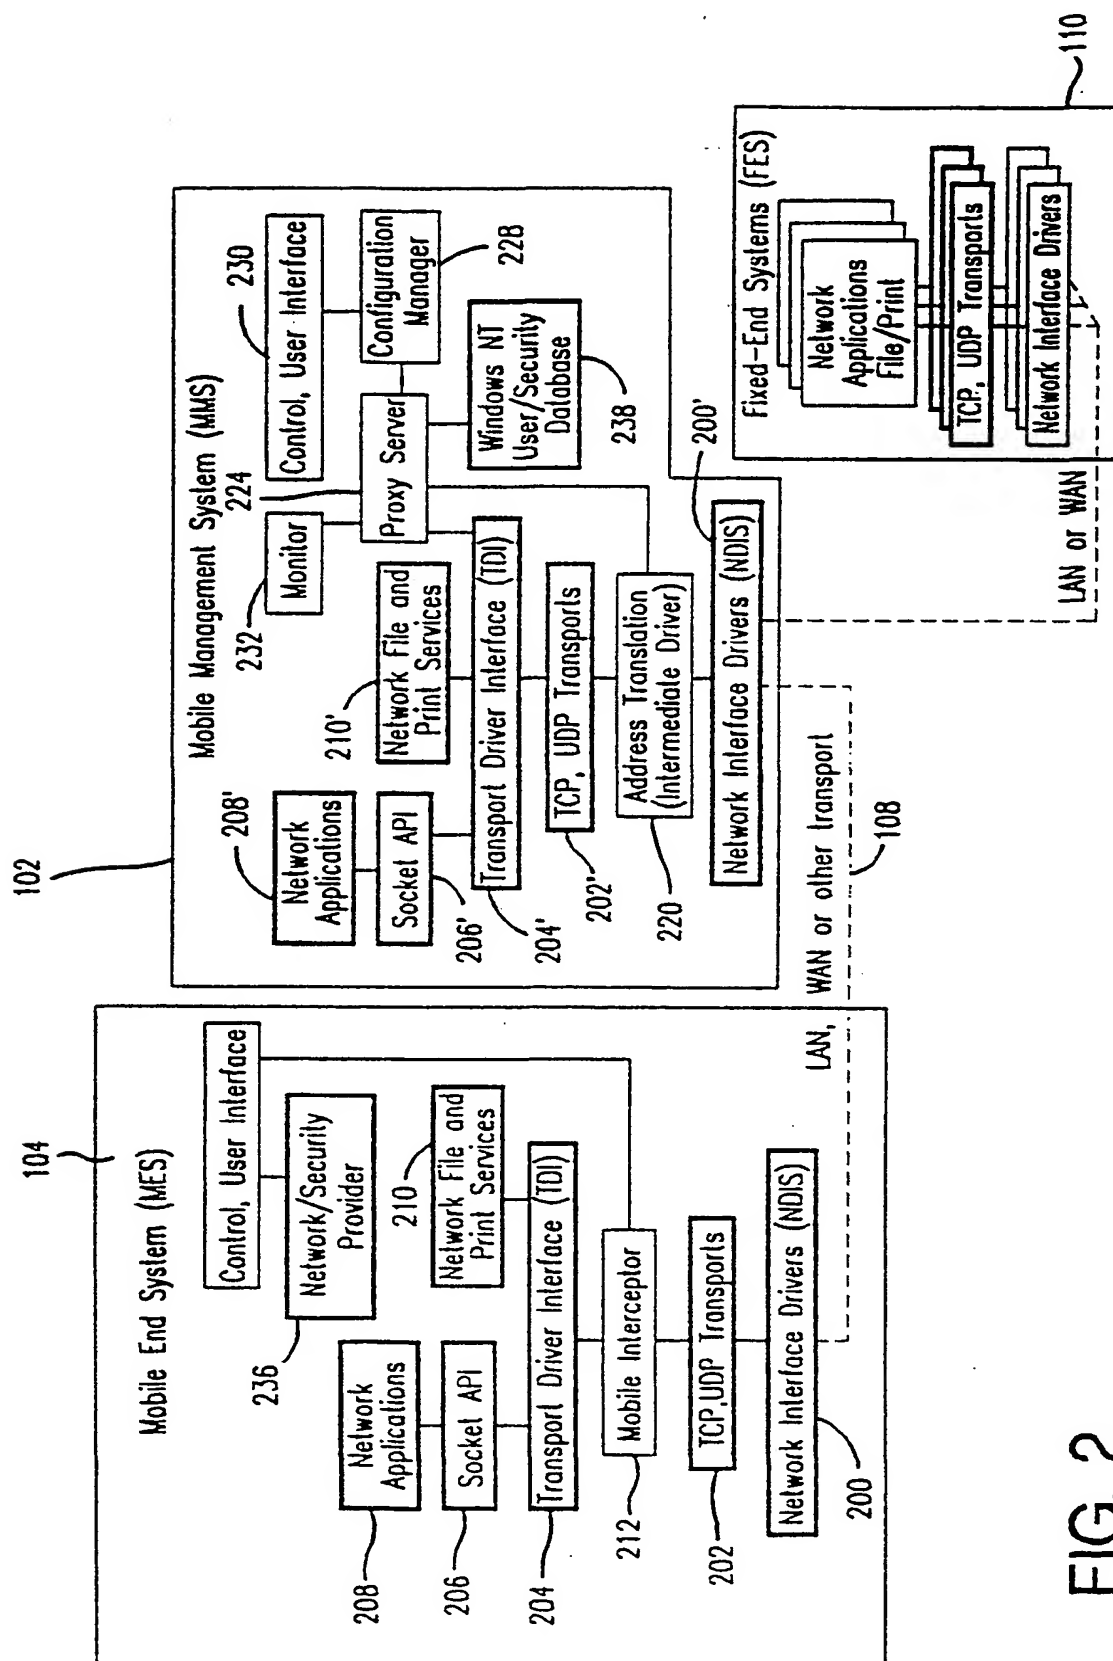 104
Mobile End System (MES)
Control, User Interface
Network/Security
Provider
236
Network
Applications
208
Socket API
206
210
Network File and
Print Services
Transport Driver Interface (TDI)
204
Mobile Interceptor
212
TCP,UDP Transports
202
Network Interface Drivers (NDIS)
200
LAN, WAN or other transport
108
102
Mobile Management System (MMS)
230
Control, User Interface
232
Monitor
224
Proxy Server
Configuration
Manager
228
Windows NT
User/Security
Database
238
208'
Network
Applications
Socket API
206'
210'
Network File and
Print Services
Transport Driver Interface (TDI)
204'
TCP, UDP Transports
202'
Address Translation
(Intermediate Driver)
220
Network Interface Drivers (NDIS)
200'
LAN or WAN
Fixed-End Systems (FES)
Network
Applications
File/Print
TCP, UDP Transports
Network Interface Drivers
110
FIG. 2